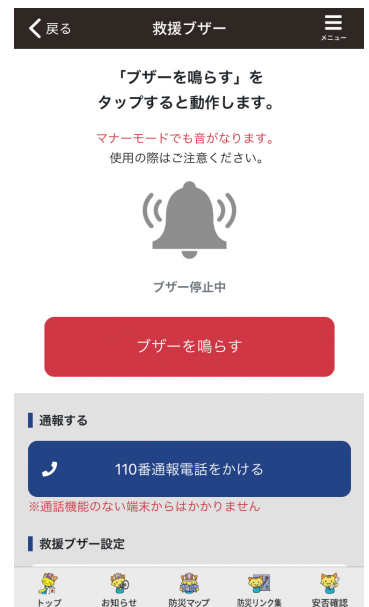 戻る
救援ブザー
メニュー
「ブザーを鳴らす」を
タップすると動作します。
マナーモードでも音がなります。
使用の際はご注意ください。
ブザー停止中
ブザーを鳴らす
通報する
110番通報電話をかける
※通話機能のない端末からはかかりません
救援ブザー設定
トップ
お知らせ
防災マップ
防災リンク集
安否確認